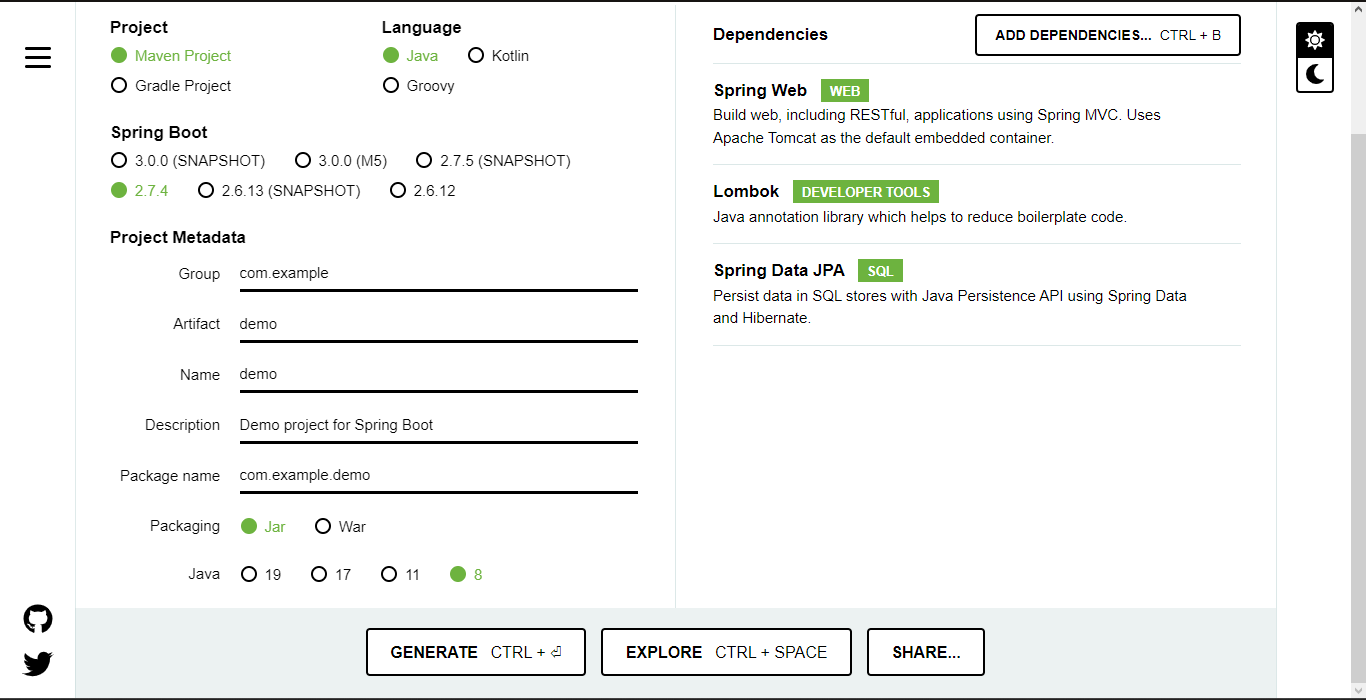 Project
Maven Project
Gradle Project
Language
Java Kotlin
Groovy
Spring Boot
3.0.0 (SNAPSHOT) 3.0.0 (M5) 2.7.5 (SNAPSHOT)
2.7.4 2.6.13 (SNAPSHOT) 2.6.12
Project Metadata
Group com.example
Artifact demo
Name demo
Description Demo project for Spring Boot
Package name com.example.demo
Packaging Jar War
Java 19 17 11 8
Dependencies ADD DEPENDENCIES... CTRL + B
Spring Web WEB
Build web, including RESTful, applications using Spring MVC. Uses
Apache Tomcat as the default embedded container.
Lombok DEVELOPER TOOLS
Java annotation library which helps to reduce boilerplate code.
Spring Data JPA SQL
Persist data in SQL stores with Java Persistence API using Spring Data
and Hibernate.
GENERATE CTRL + ⏎ EXPLORE CTRL + SPACE SHARE...